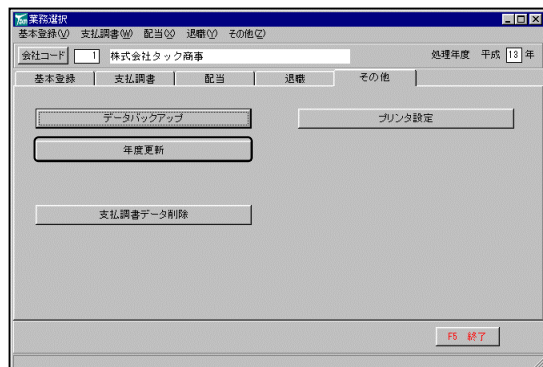 業務選択
基本登録(V) 支払調書(W) 配当(X) 退職(Y) その他(Z)
会社コード 1 株式会社タック商事 処理年度 平成 13 年
基本登録 支払調書 配当 退職 その他
データバックアップ プリンタ設定
年度更新
支払調書データ削除
F5 終了